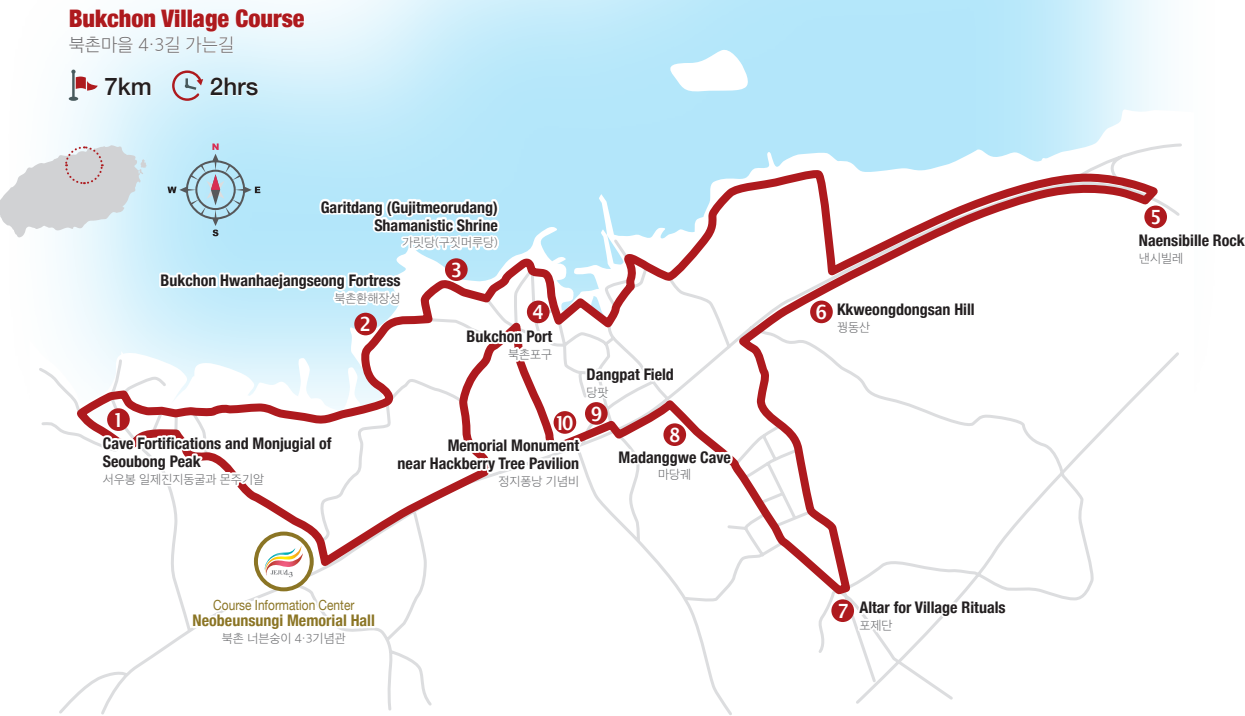 Bukchon Village Course
북촌마을 4·3길 가는길
7km 2hrs
N
W E
S
Garitdang (Gujitmeorudang)
Shamanistic Shrine
가릿당(구짓머루당)
3
Bukchon Hwanhaejangseong Fortress
북촌환해장성
2
4
Bukchon Port
북촌포구
5
Naensibille Rock
낸시빌레
6 Kkweongdongsan Hill
꿩동산
Dangpat Field
당팟
9
10
Memorial Monument
near Hackberry Tree Pavilion
정지퐁낭 기념비
8
Madanggwe Cave
마당궤
1
Cave Fortifications and Monjugial of
Seoubong Peak
서우봉 일제진지동굴과 몬주기알
JEJU4.3
Course Information Center
Neobeunsungi Memorial Hall
북촌 너븐숭이 4·3기념관
7 Altar for Village Rituals
포제단